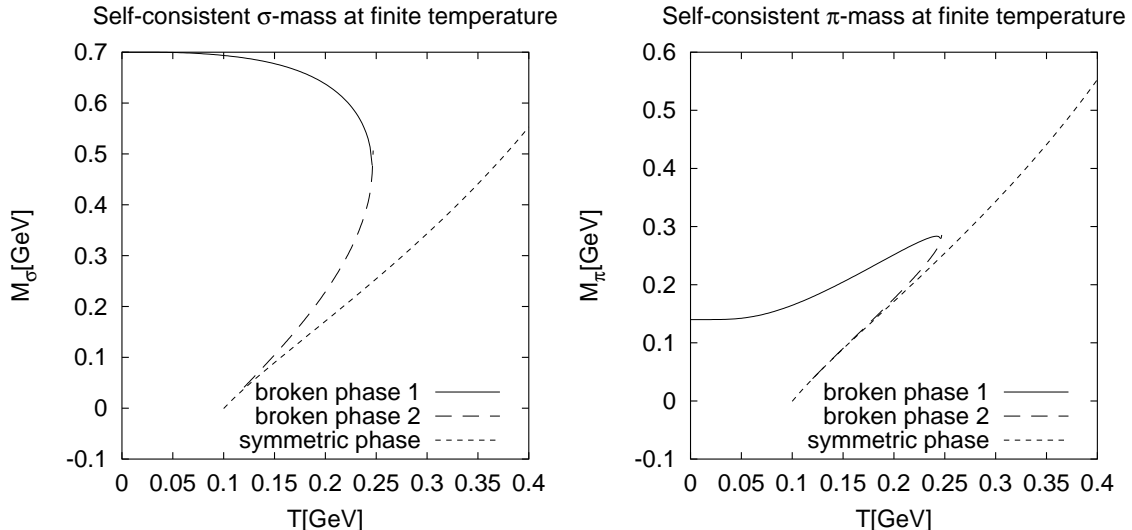 Self-consistent σ-mass at finite temperature
0.7
0.6
0.5
0.4
0.3
0.2
0.1
0
-0.1
Mσ[GeV]
broken phase 1
broken phase 2
symmetric phase
0 0.05 0.1 0.15 0.2 0.25 0.3 0.35 0.4
T[GeV]
Self-consistent π-mass at finite temperature
0.6
0.5
0.4
0.3
0.2
0.1
0
-0.1
Mπ[GeV]
broken phase 1
broken phase 2
symmetric phase
0 0.05 0.1 0.15 0.2 0.25 0.3 0.35 0.4
T[GeV]